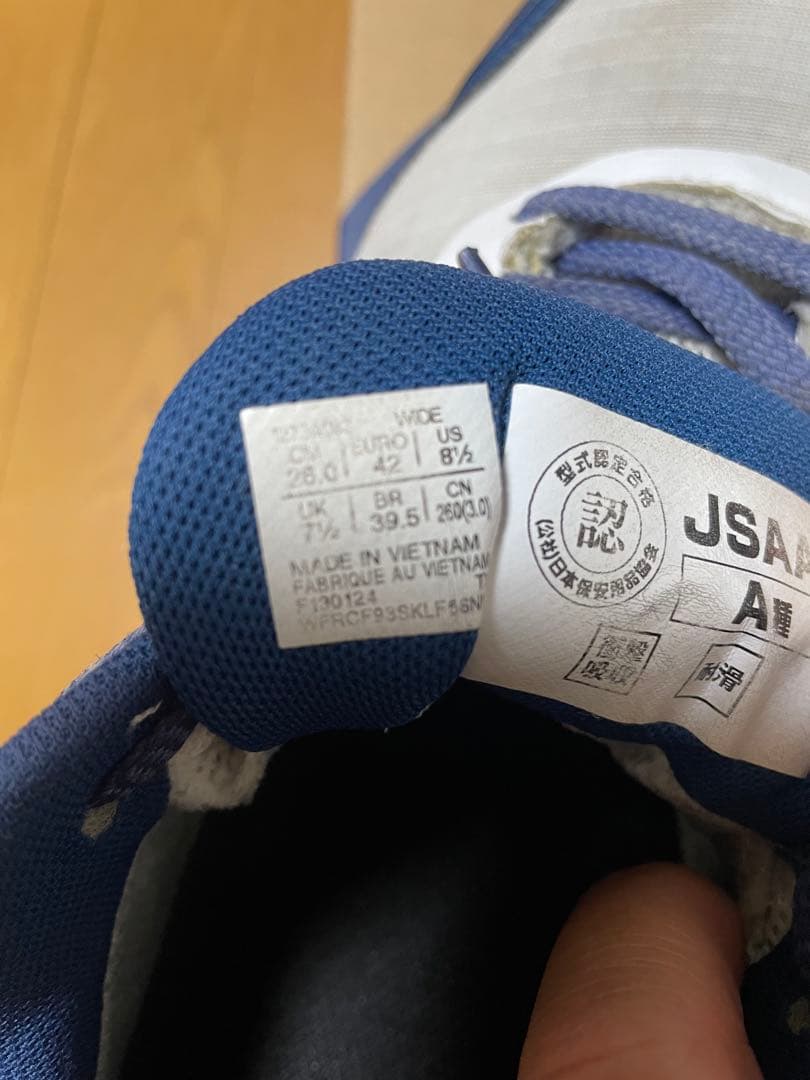 WIDE
CM EURO US
26.0 42 8½
UK BR CN
7½ 39.5 260(3.0)
MADE IN VIETNAM
FABRIQUE AU VIETNAM
F130124
型式認定合格
認
(公社)日本保安用品協会
JSAA
A種
衝撃
吸収
耐滑